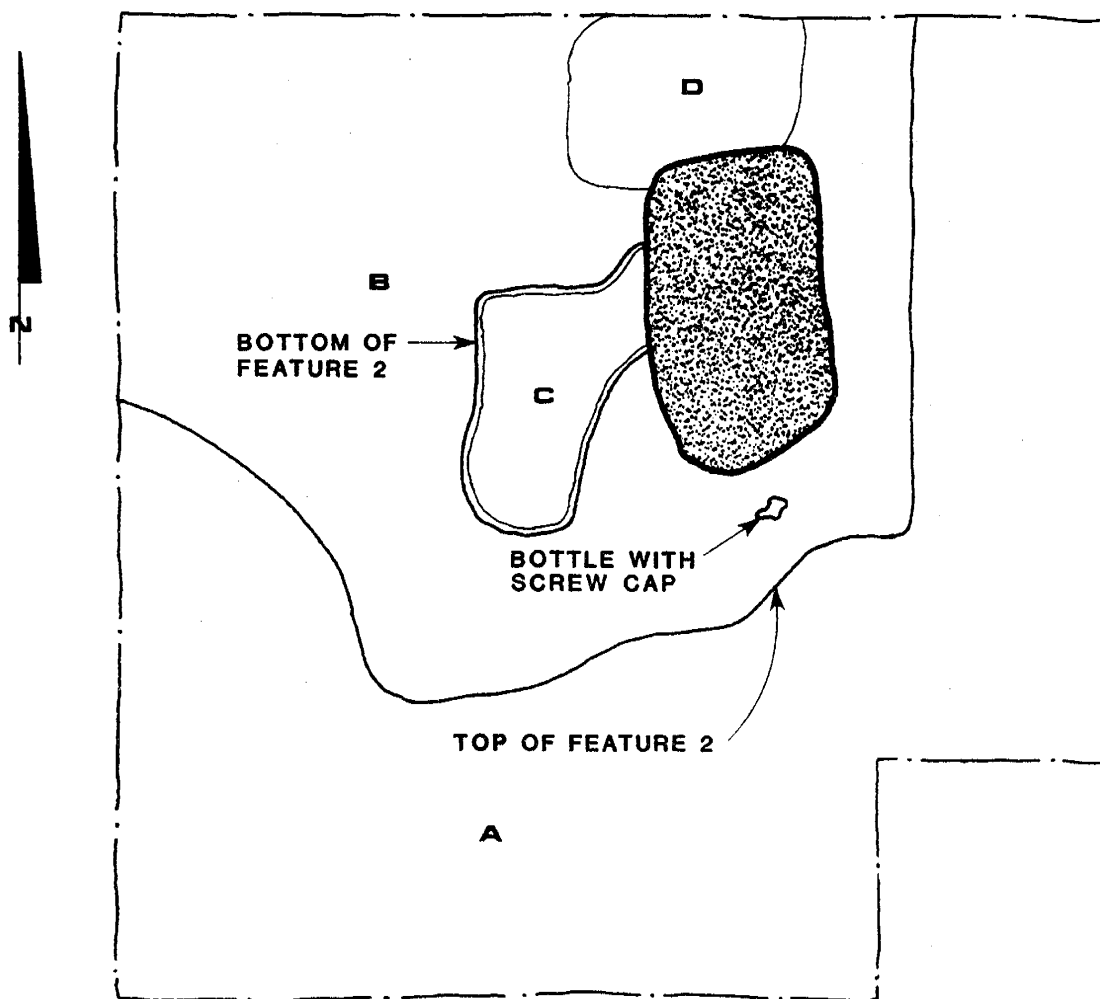 D
B
N
BOTTOM OF
FEATURE 2
C
BOTTLE WITH
SCREW CAP
TOP OF FEATURE 2
A